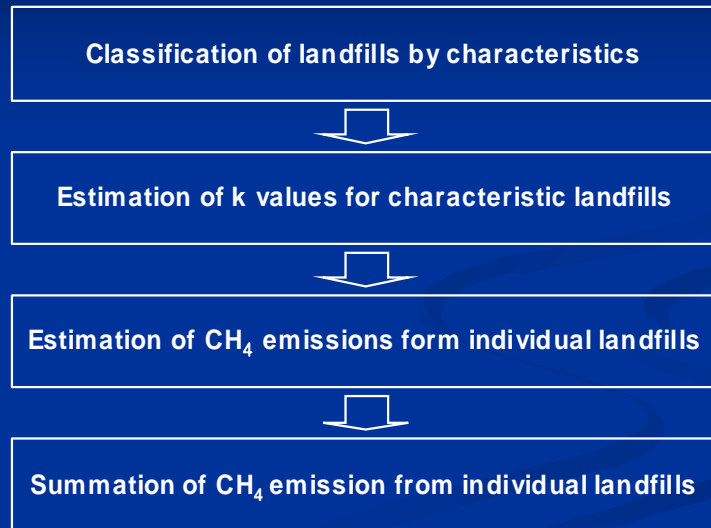 Classification of landfills by characteristics
Estimation of k values for characteristic landfills
Estimation of CH₄ emissions form individual landfills
Summation of CH₄ emission from individual landfills